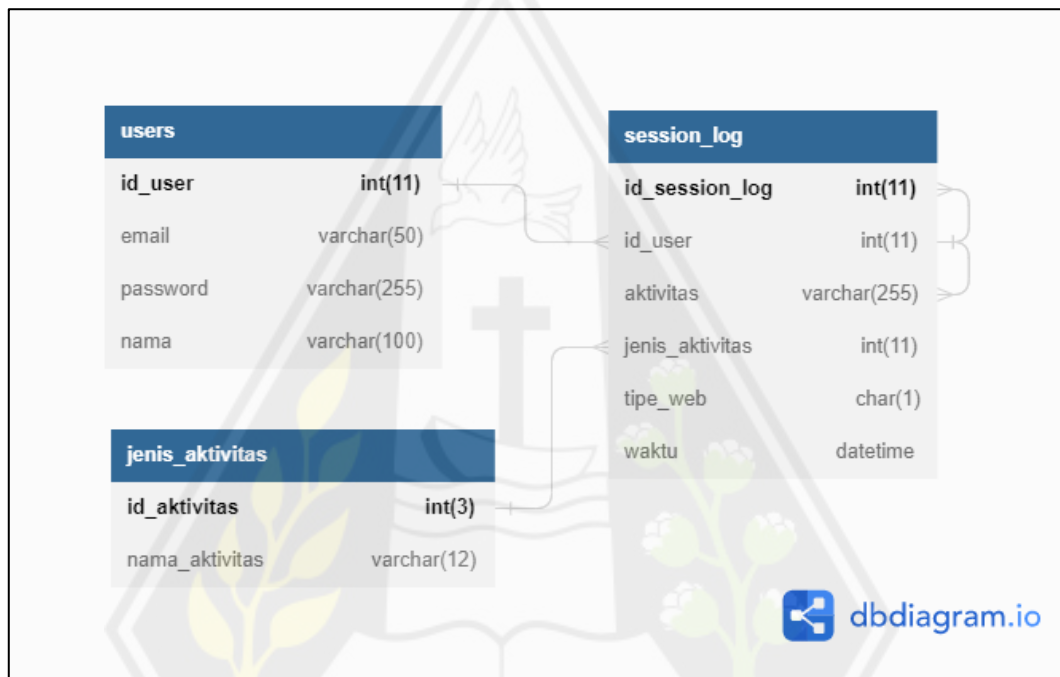 users
id_user int(11)
email varchar(50)
password varchar(255)
nama varchar(100)
session_log
id_session_log int(11)
id_user int(11)
aktivitas varchar(255)
jenis_aktivitas int(11)
tipe_web char(1)
waktu datetime
jenis_aktivitas
id_aktivitas int(3)
nama_aktivitas varchar(12)
dbdiagram.io